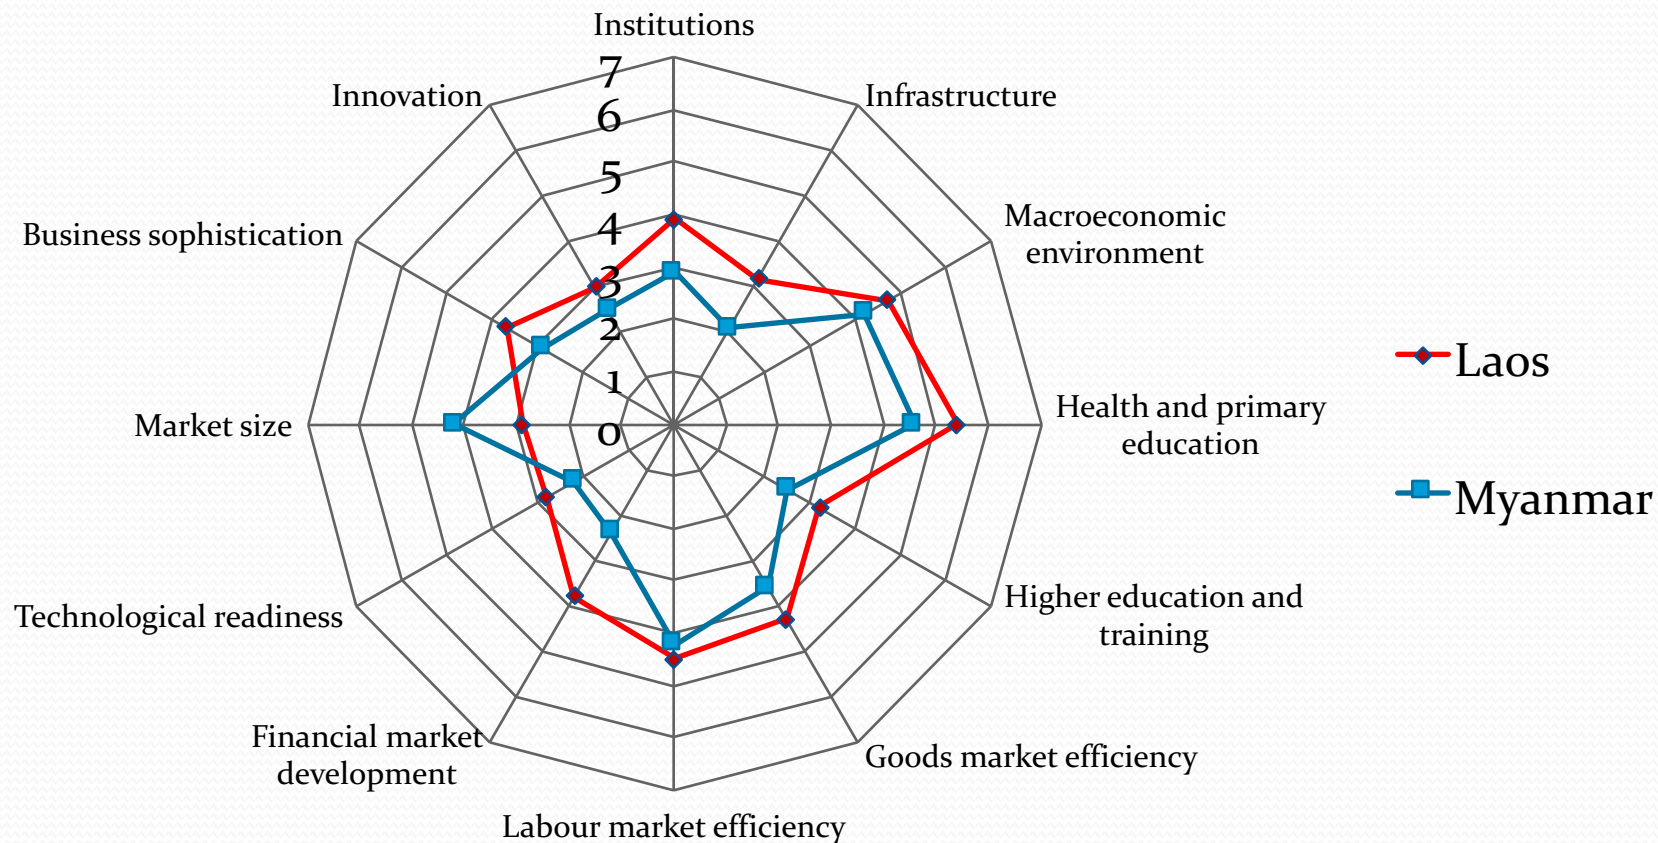 Institutions
7
6
5
4
3
2
1
0
Infrastructure
Macroeconomic
environment
Health and primary
education
Higher education and
training
Goods market efficiency
Labour market efficiency
Financial market
development
Technological readiness
Market size
Business sophistication
Innovation
Laos
Myanmar